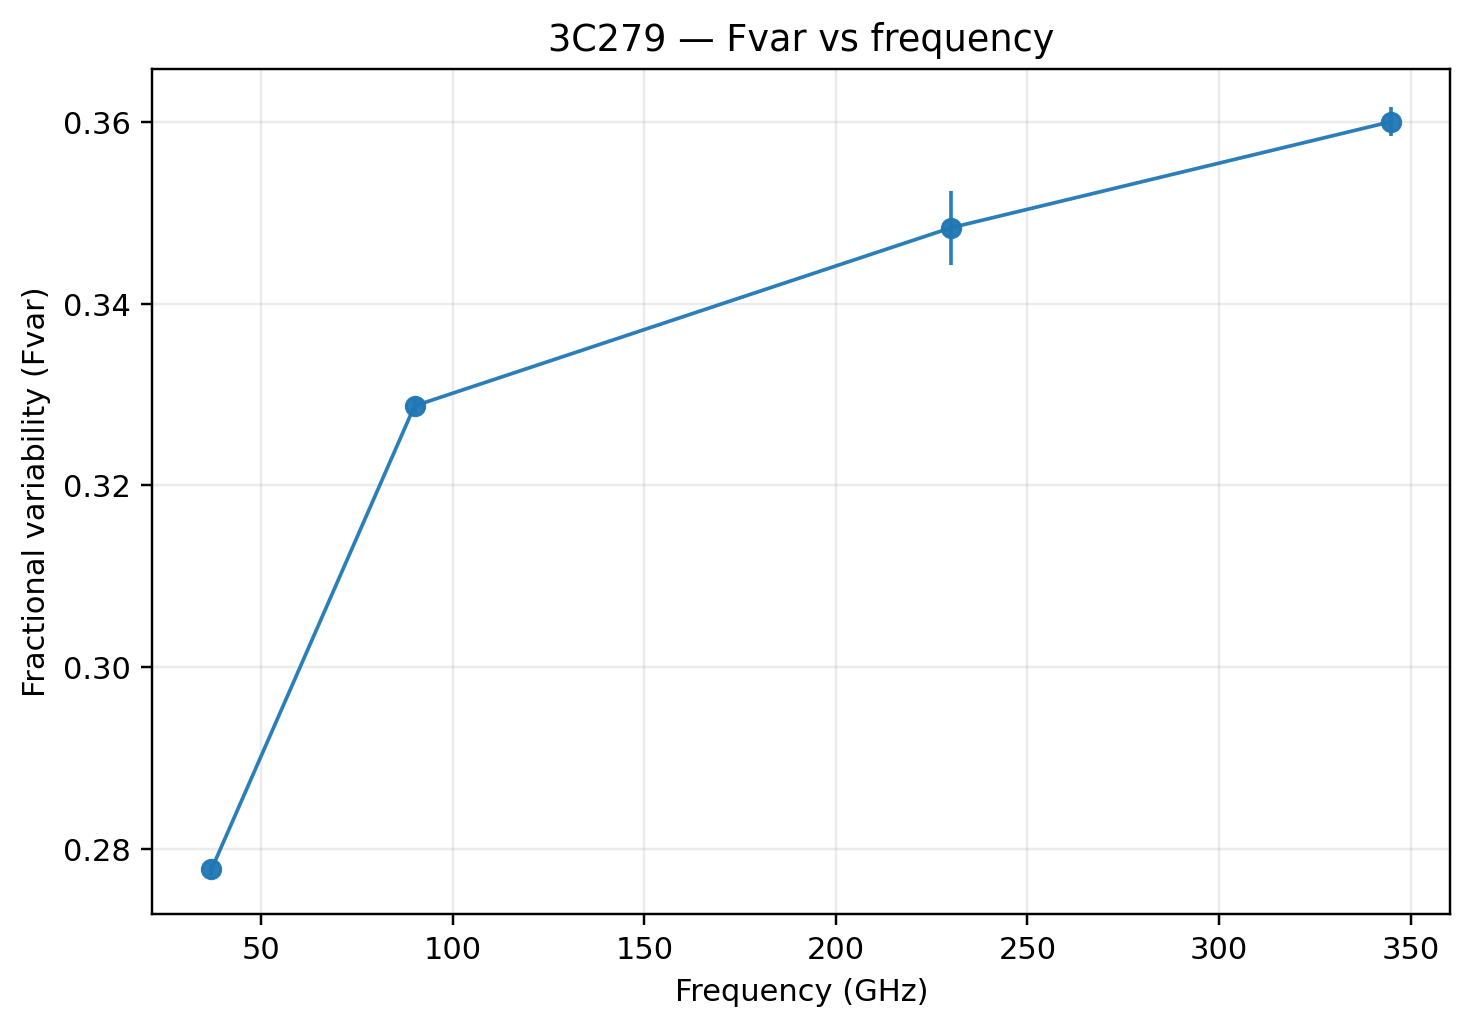 3C279 — Fvar vs frequency
Fractional variability (Fvar)
0.36
0.34
0.32
0.30
0.28
50 100 150 200 250 300 350
Frequency (GHz)